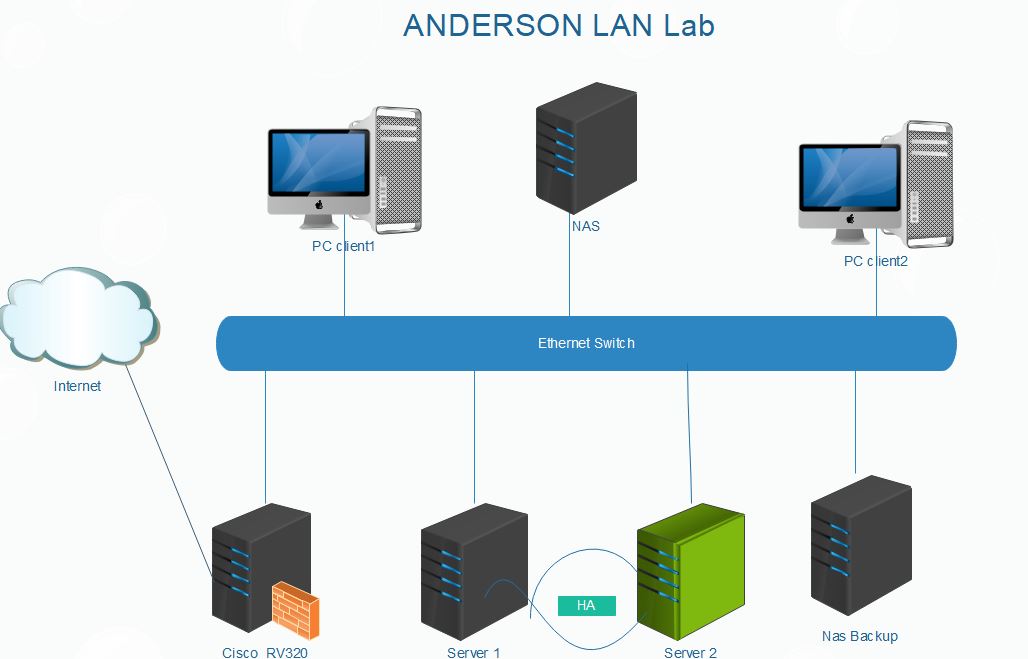 ANDERSON LAN Lab
PC client1
NAS
PC client2
Ethernet Switch
Internet
HA
Cisco RV320
Server 1
Server 2
Nas Backup